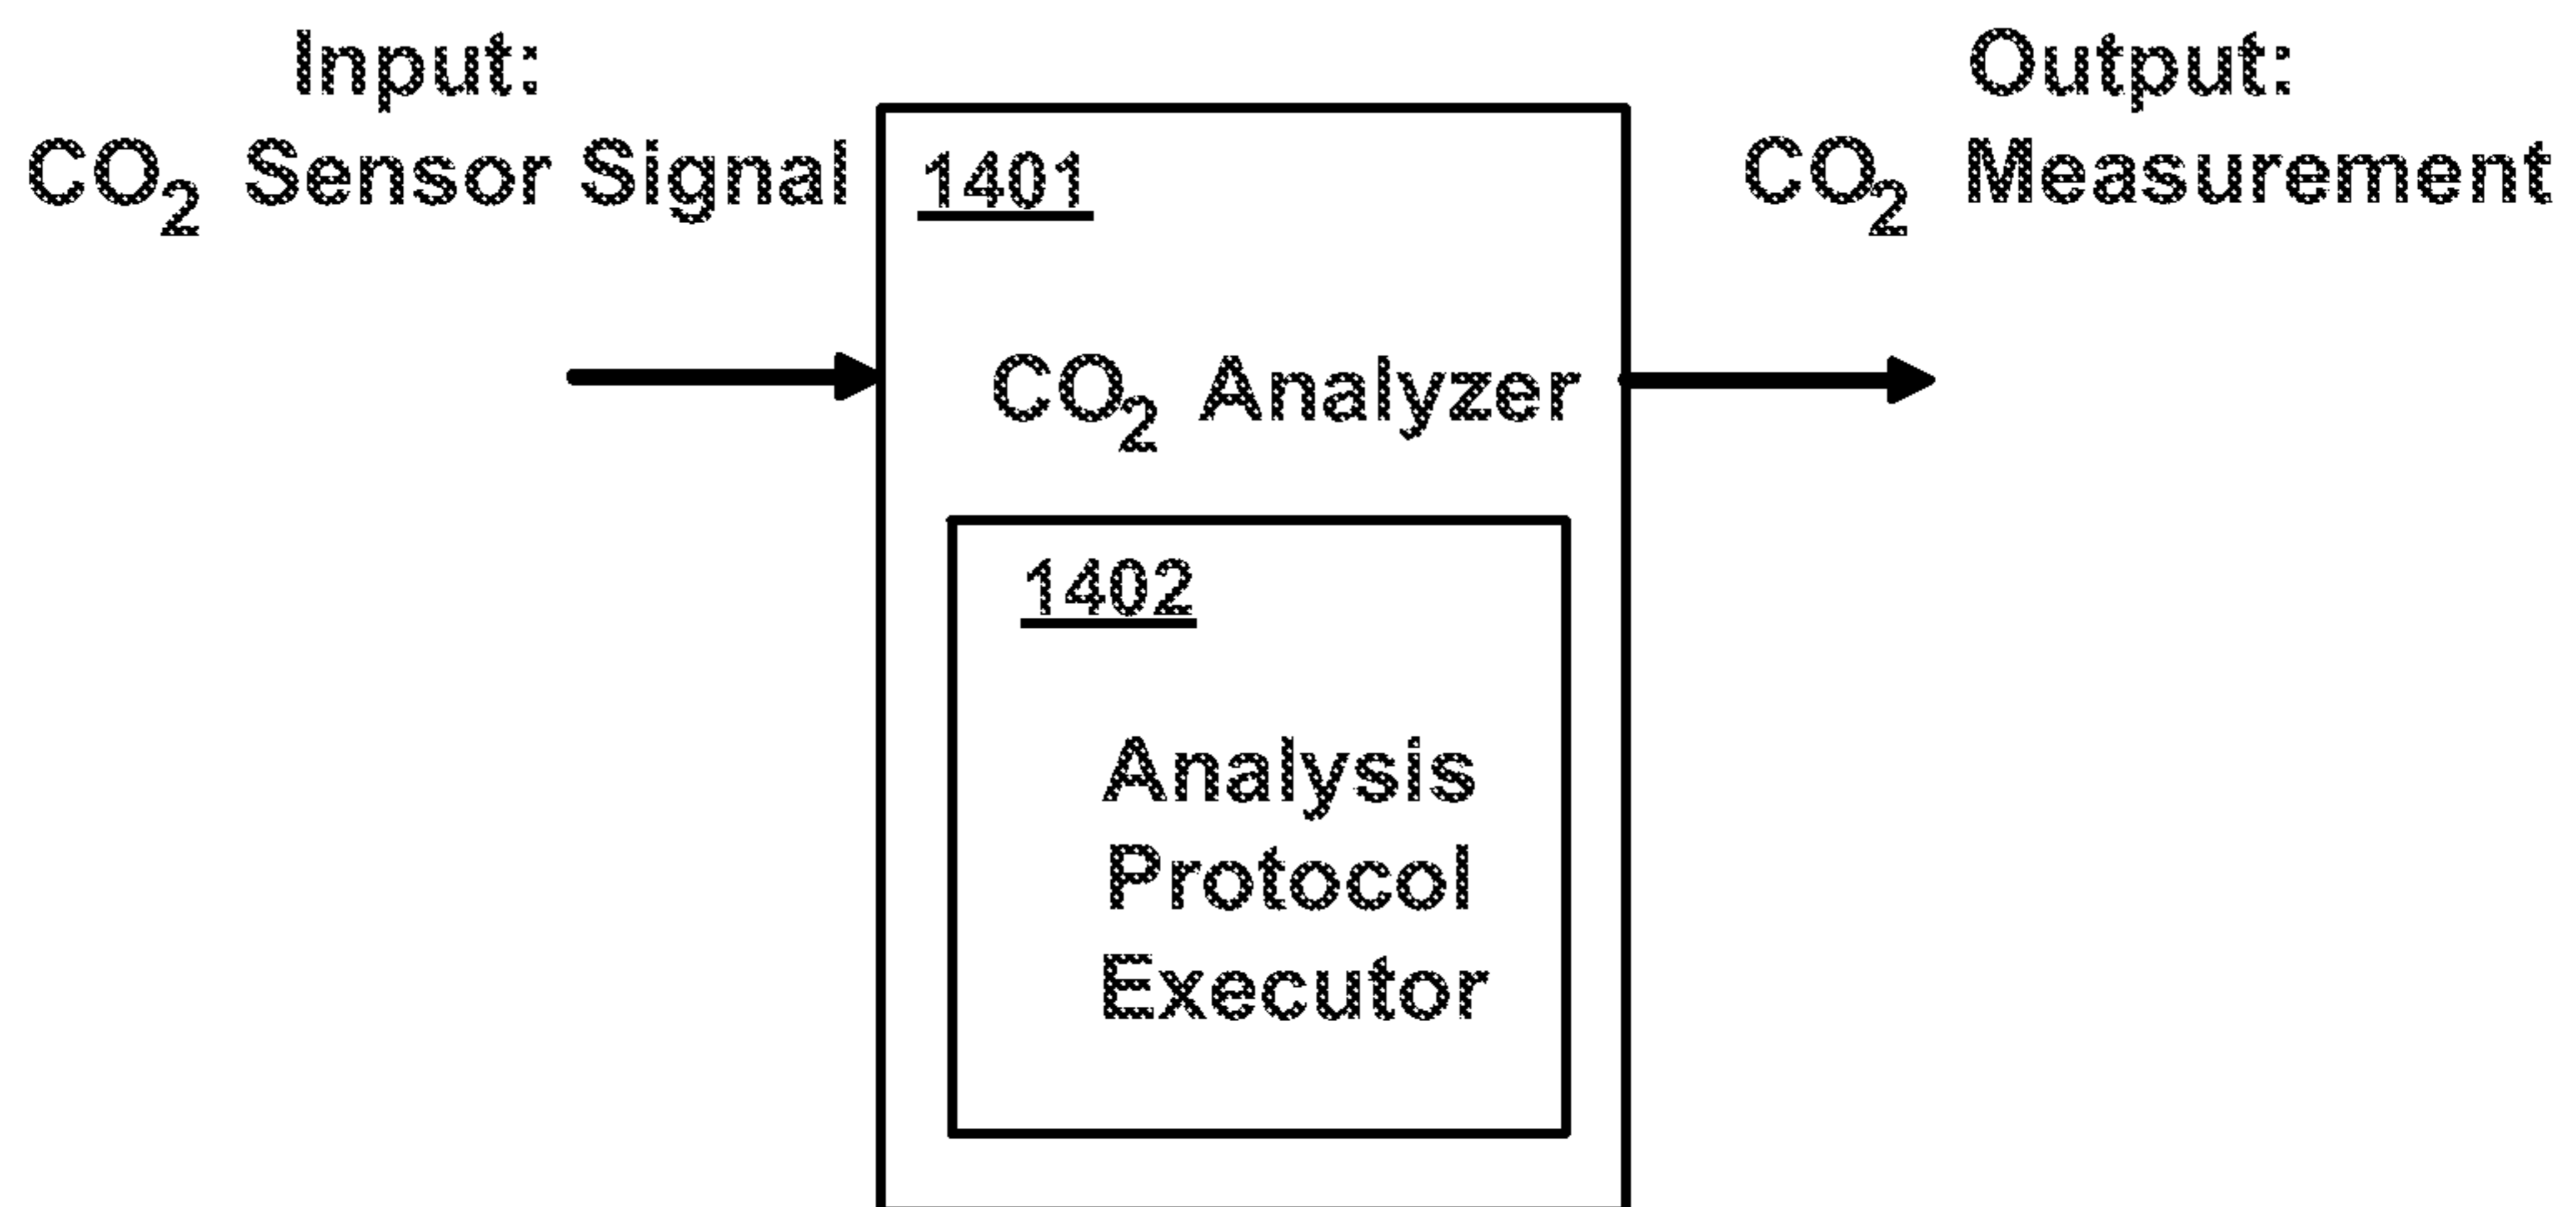 Input:
CO₂ Sensor Signal
1401
CO₂ Analyzer
1402
Analysis
Protocol
Executor
Output:
CO₂ Measurement